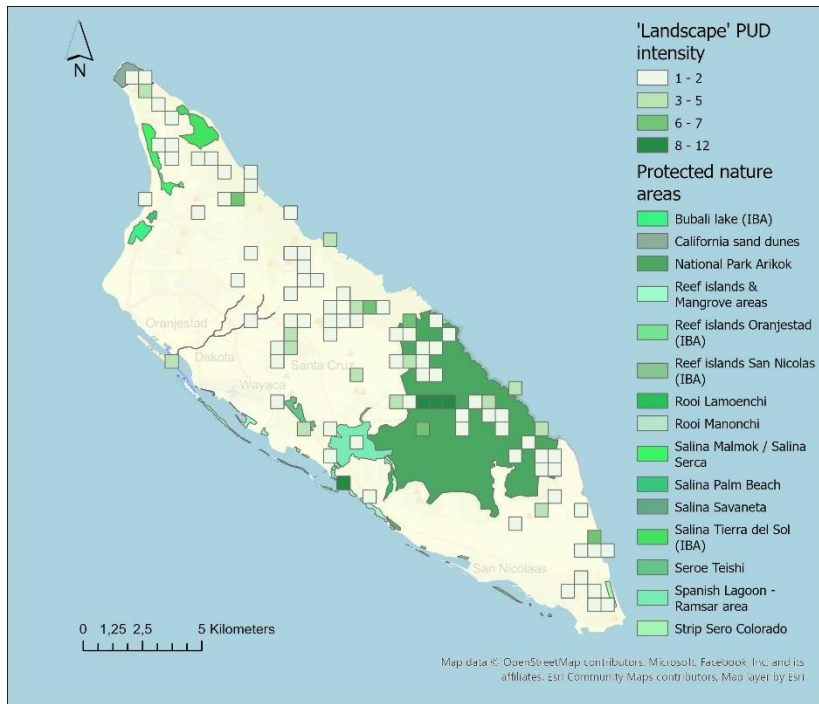 N
'Landscape' PUD
intensity
1 - 2
3 - 5
6 - 7
8 - 12
Protected nature
areas
Bubali lake (IBA)
California sand dunes
National Park Arikok
Reef islands &
Mangrove areas
Reef islands Oranjestad
(IBA)
Reef islands San Nicolas
(IBA)
Rooi Lamoenchi
Rooi Manonchi
Salina Malmok / Salina
Serca
Salina Palm Beach
Salina Savaneta
Salina Tierra del Sol
(IBA)
Seroe Teishi
Spanish Lagoon -
Ramsar area
Strip Sero Colorado
Oranjestad
Dakota
Santa Cruz
Wayaca
San Nicolaas
0 1,25 2,5 5 Kilometers
Map data © OpenStreetMap contributors, Microsoft, Facebook, Inc. and its
affiliates, Esri Community Maps contributors, Map layer by Esri